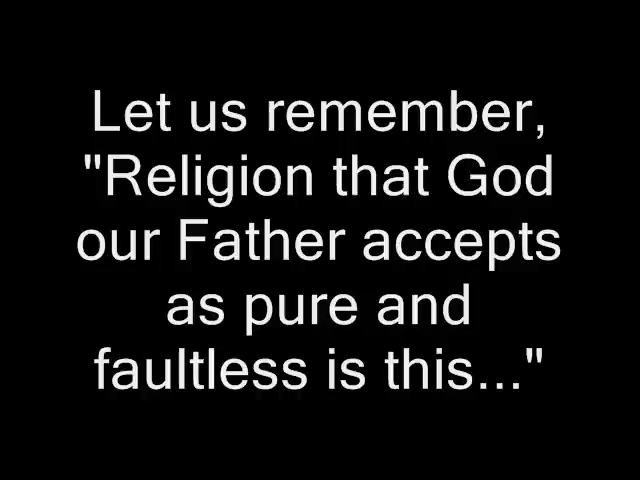 Let us remember,
"Religion that God
our Father accepts
as pure and
faultless is this..."